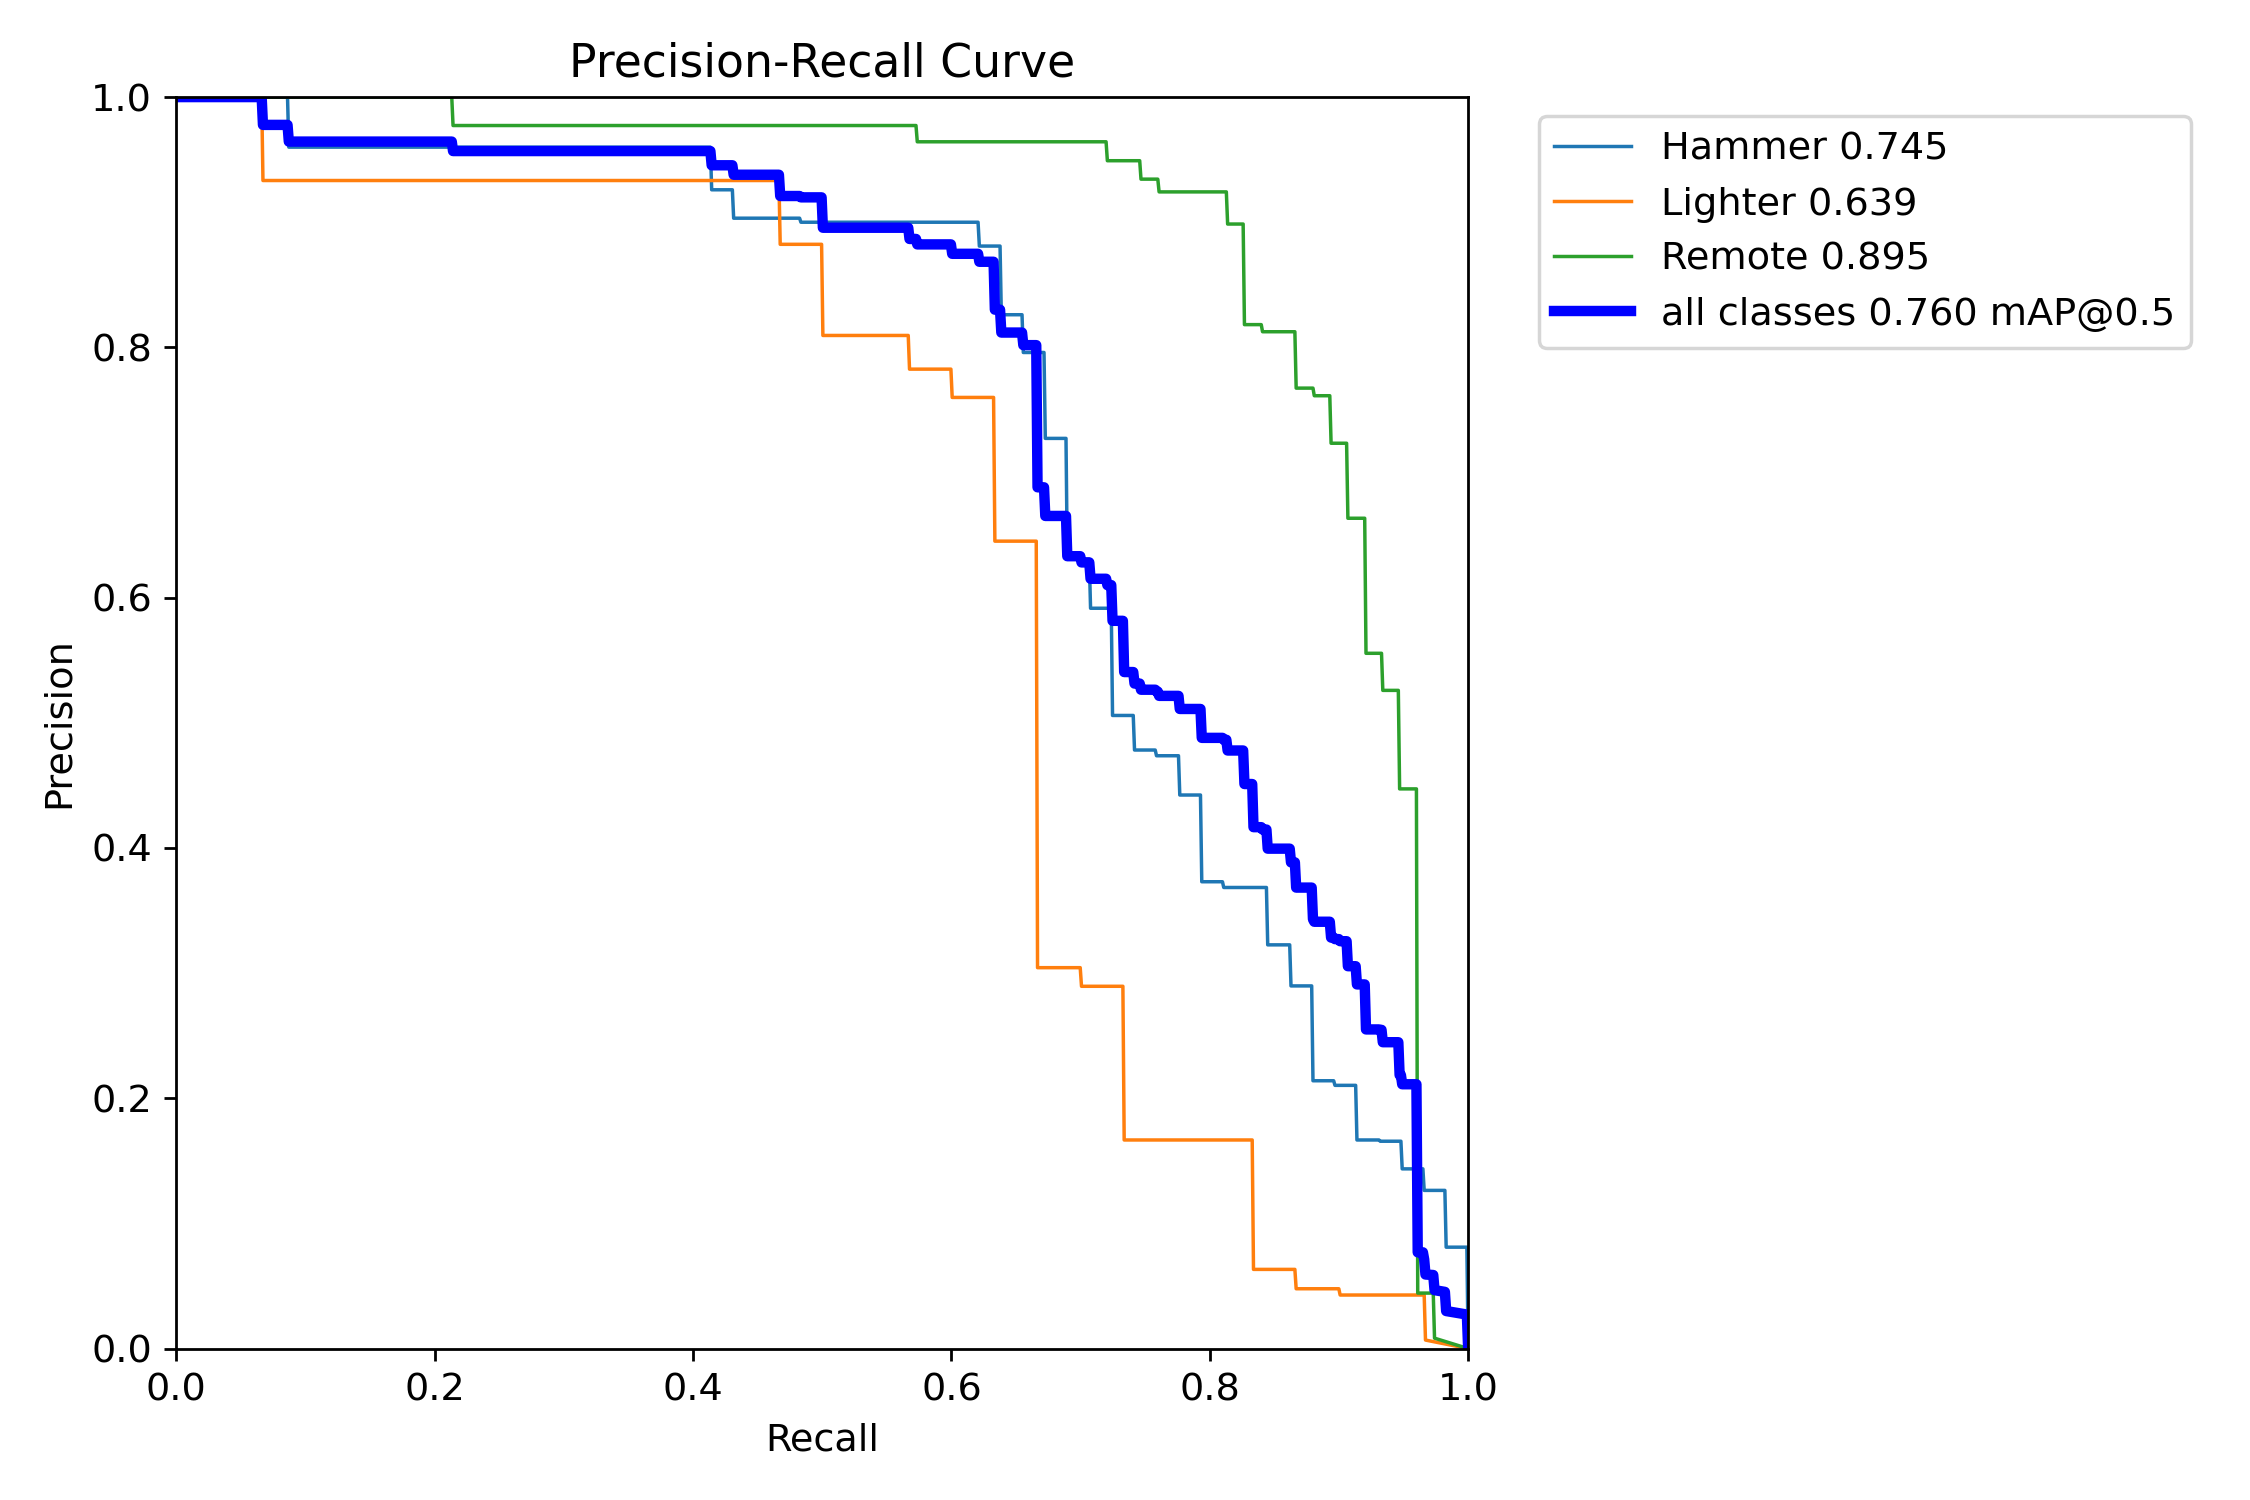 Precision-Recall Curve
1.0
0.8
0.6
0.4
0.2
0.0
Precision
0.0 0.2 0.4 0.6 0.8 1.0
Recall
Hammer 0.745
Lighter 0.639
Remote 0.895
all classes 0.760 mAP@0.5